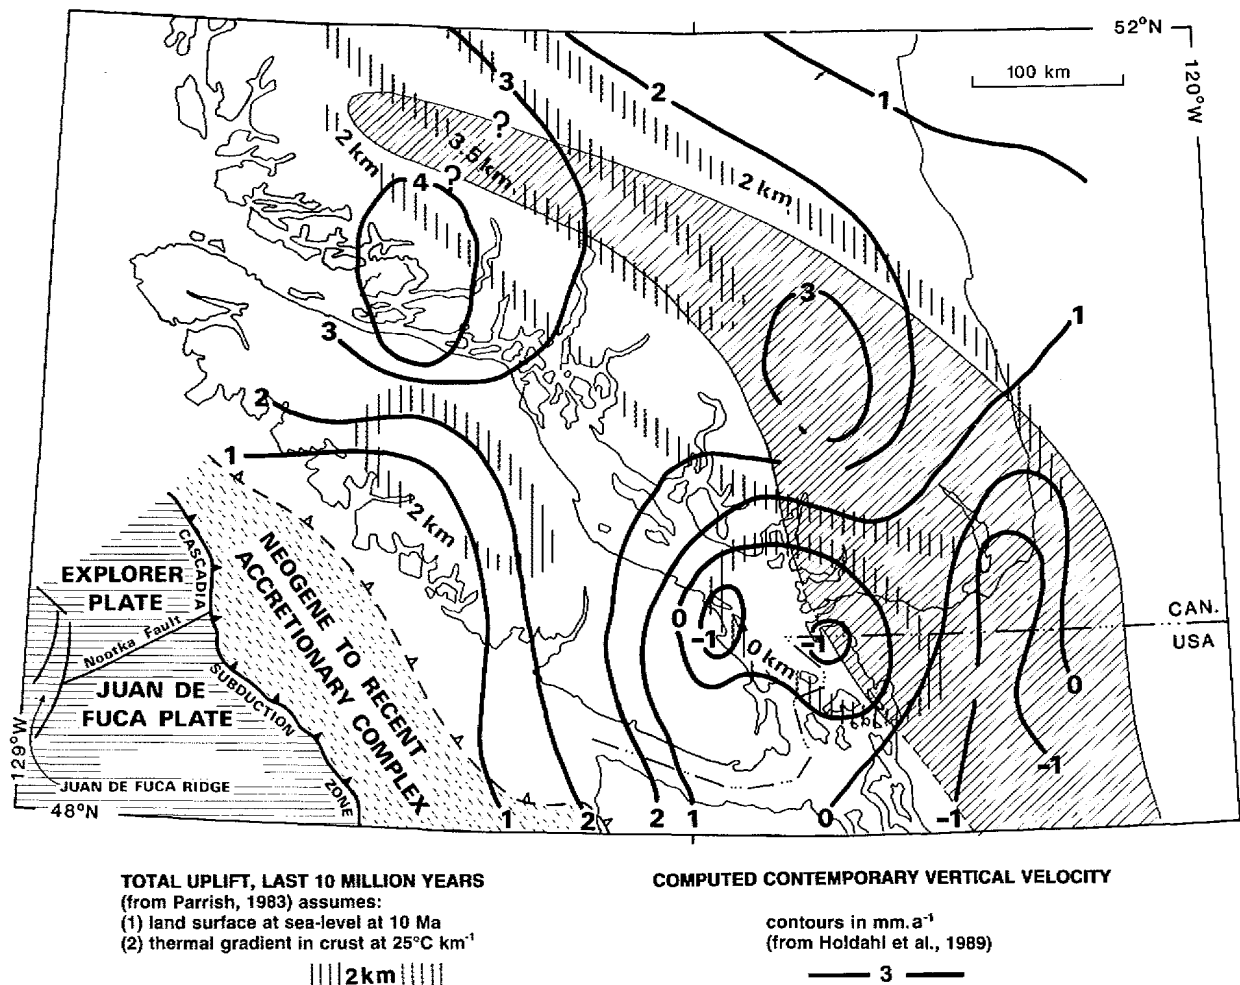 52°N
120°W
100 km
3
2
1
?
2 km
3.5 km
?
4
2 km
3
3
1
2
1
2 km
CASCADIA
SUBDUCTION
ZONE
NEOGENE TO RECENT
ACCRETIONARY COMPLEX
EXPLORER
PLATE
Nootka Fault
JUAN DE
FUCA PLATE
0
-1
0 km
-1
CAN.
USA
0
-1
129°W
JUAN DE FUCA RIDGE
48°N
1
2
2
1
0
-1
TOTAL UPLIFT, LAST 10 MILLION YEARS
(from Parrish, 1983) assumes:
(1) land surface at sea-level at 10 Ma
(2) thermal gradient in crust at 25°C km⁻¹
2km
COMPUTED CONTEMPORARY VERTICAL VELOCITY
contours in mm.a⁻¹
(from Holdahl et al., 1989)
3